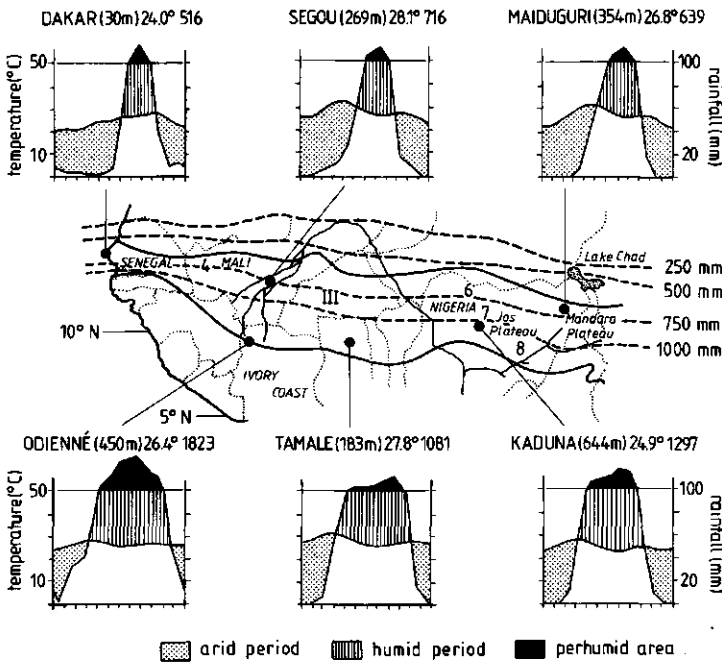 DAKAR (30m) 24.0° 516
SEGOU (269m) 28.1° 716
MAIDUGURI (354m) 26.8° 639
temperature (°C)
50
10
100
20
rainfall (mm)
SENEGAL
4
MALI
III
6
NIGERIA
7
Jos
Plateau
8
Lake Chad
Mandara
Plateau
250 mm
500 mm
750 mm
1000 mm
10° N
5° N
IVORY
COAST
ODIENNÉ (450m) 26.4° 1823
TAMALE (183m) 27.8° 1081
KADUNA (644m) 24.9° 1297
temperature (°C)
50
10
100
20
rainfall (mm)
arid period
humid period
perhumid area